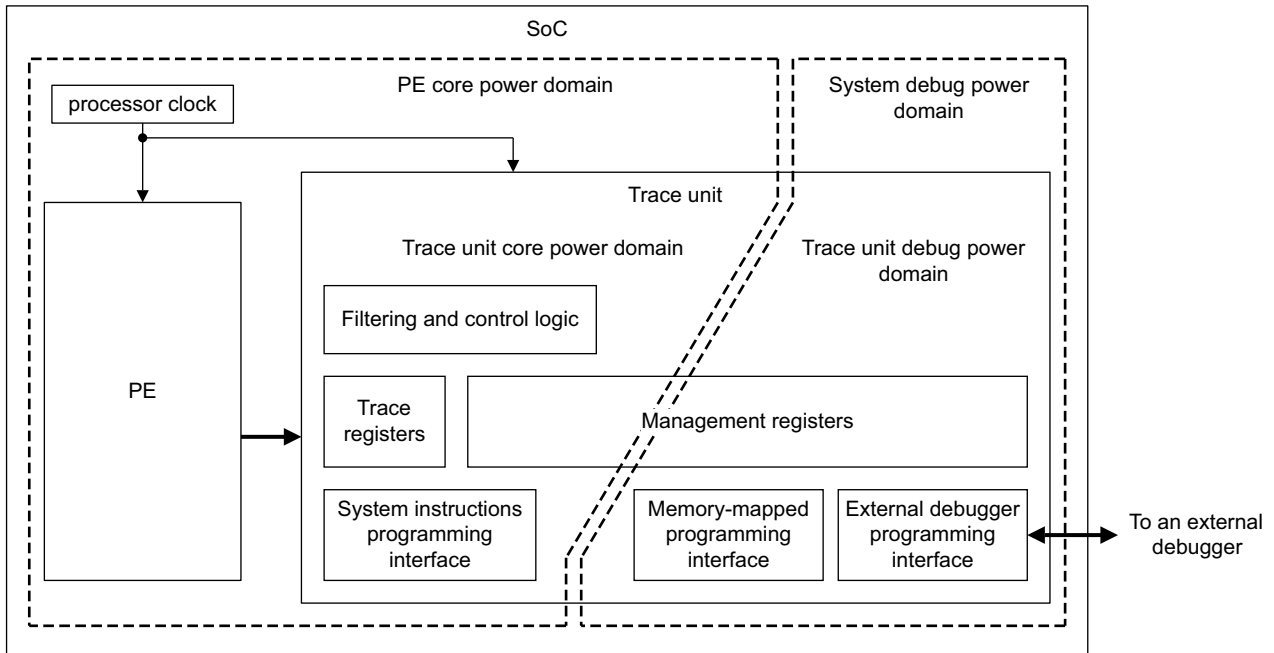 SoC
PE core power domain
System debug power
domain
processor clock
Trace unit
Trace unit core power domain
Trace unit debug power
domain
Filtering and control logic
PE
Trace
registers
Management registers
System instructions
programming
interface
Memory-mapped
programming
interface
External debugger
programming
interface
To an external
debugger